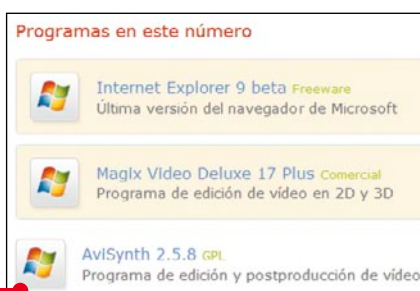 Programas en este número
Internet Explorer 9 beta Freeware
Última versión del navegador de Microsoft
Magix Video Deluxe 17 Plus Comercial
Programa de edición de vídeo en 2D y 3D
AviSynth 2.5.8 GPL
Programa de edición y postproducción de vídeo